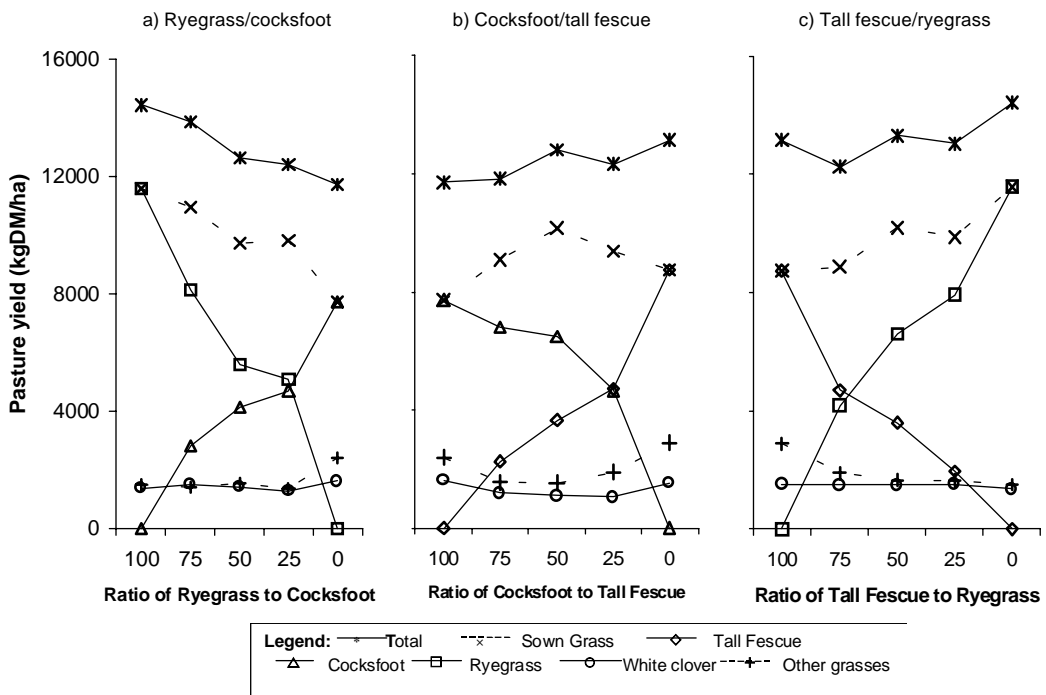 a) Ryegrass/cocksfoot b) Cocksfoot/tall fescue c) Tall fescue/ryegrass
16000
12000
8000
4000
0
Pasture yield (kgDM/ha)
100 75 50 25 0 100 75 50 25 0 100 75 50 25 0
Ratio of Ryegrass to Cocksfoot Ratio of Cocksfoot to Tall Fescue Ratio of Tall Fescue to Ryegrass
Legend: Total Sown Grass Tall Fescue
Cocksfoot Ryegrass White clover Other grasses